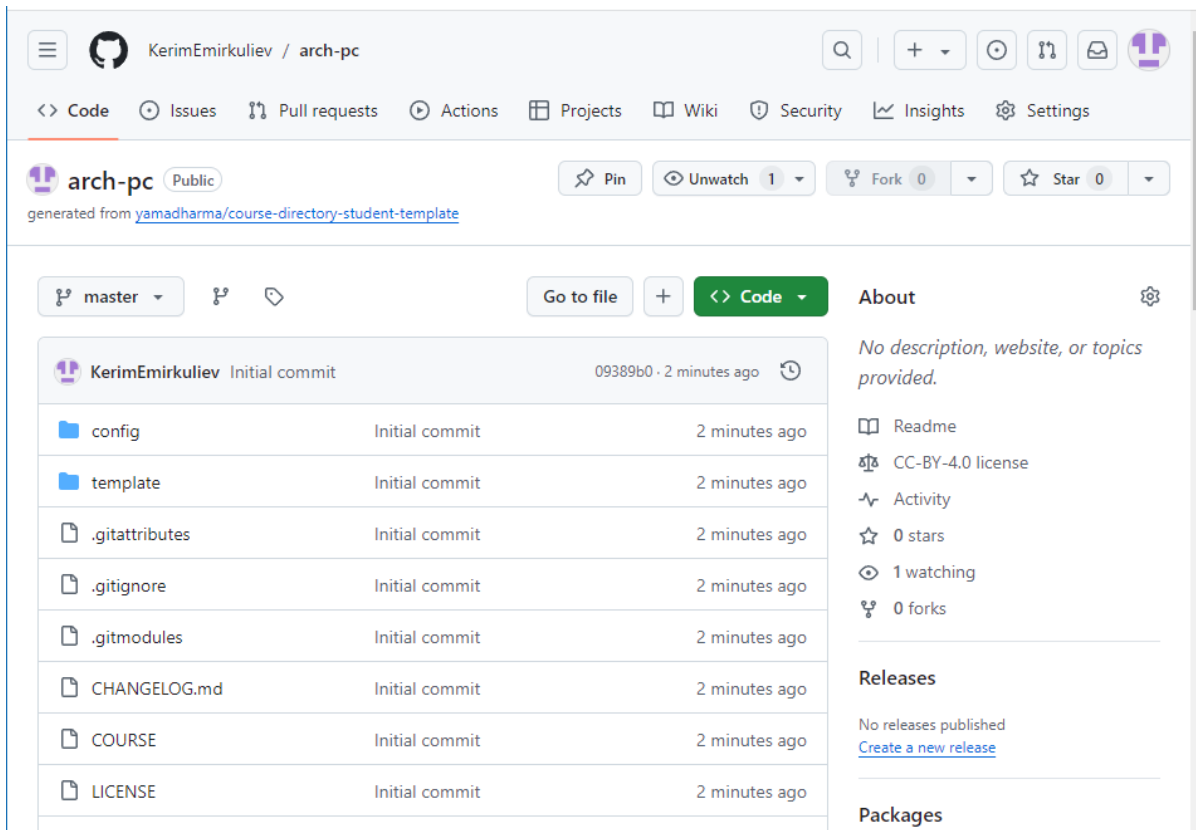 KerimEmirkuliev / arch-pc
Code Issues Pull requests Actions Projects Wiki Security Insights Settings
arch-pc Public
Pin Unwatch 1 Fork 0 Star 0
generated from yamadharma/course-directory-student-template
master Go to file Code
KerimEmirkuliev Initial commit 09389b0 · 2 minutes ago
config Initial commit 2 minutes ago
template Initial commit 2 minutes ago
.gitattributes Initial commit 2 minutes ago
.gitignore Initial commit 2 minutes ago
.gitmodules Initial commit 2 minutes ago
CHANGELOG.md Initial commit 2 minutes ago
COURSE Initial commit 2 minutes ago
LICENSE Initial commit 2 minutes ago
About
No description, website, or topics
provided.
Readme
CC-BY-4.0 license
Activity
0 stars
1 watching
0 forks
Releases
No releases published
Create a new release
Packages